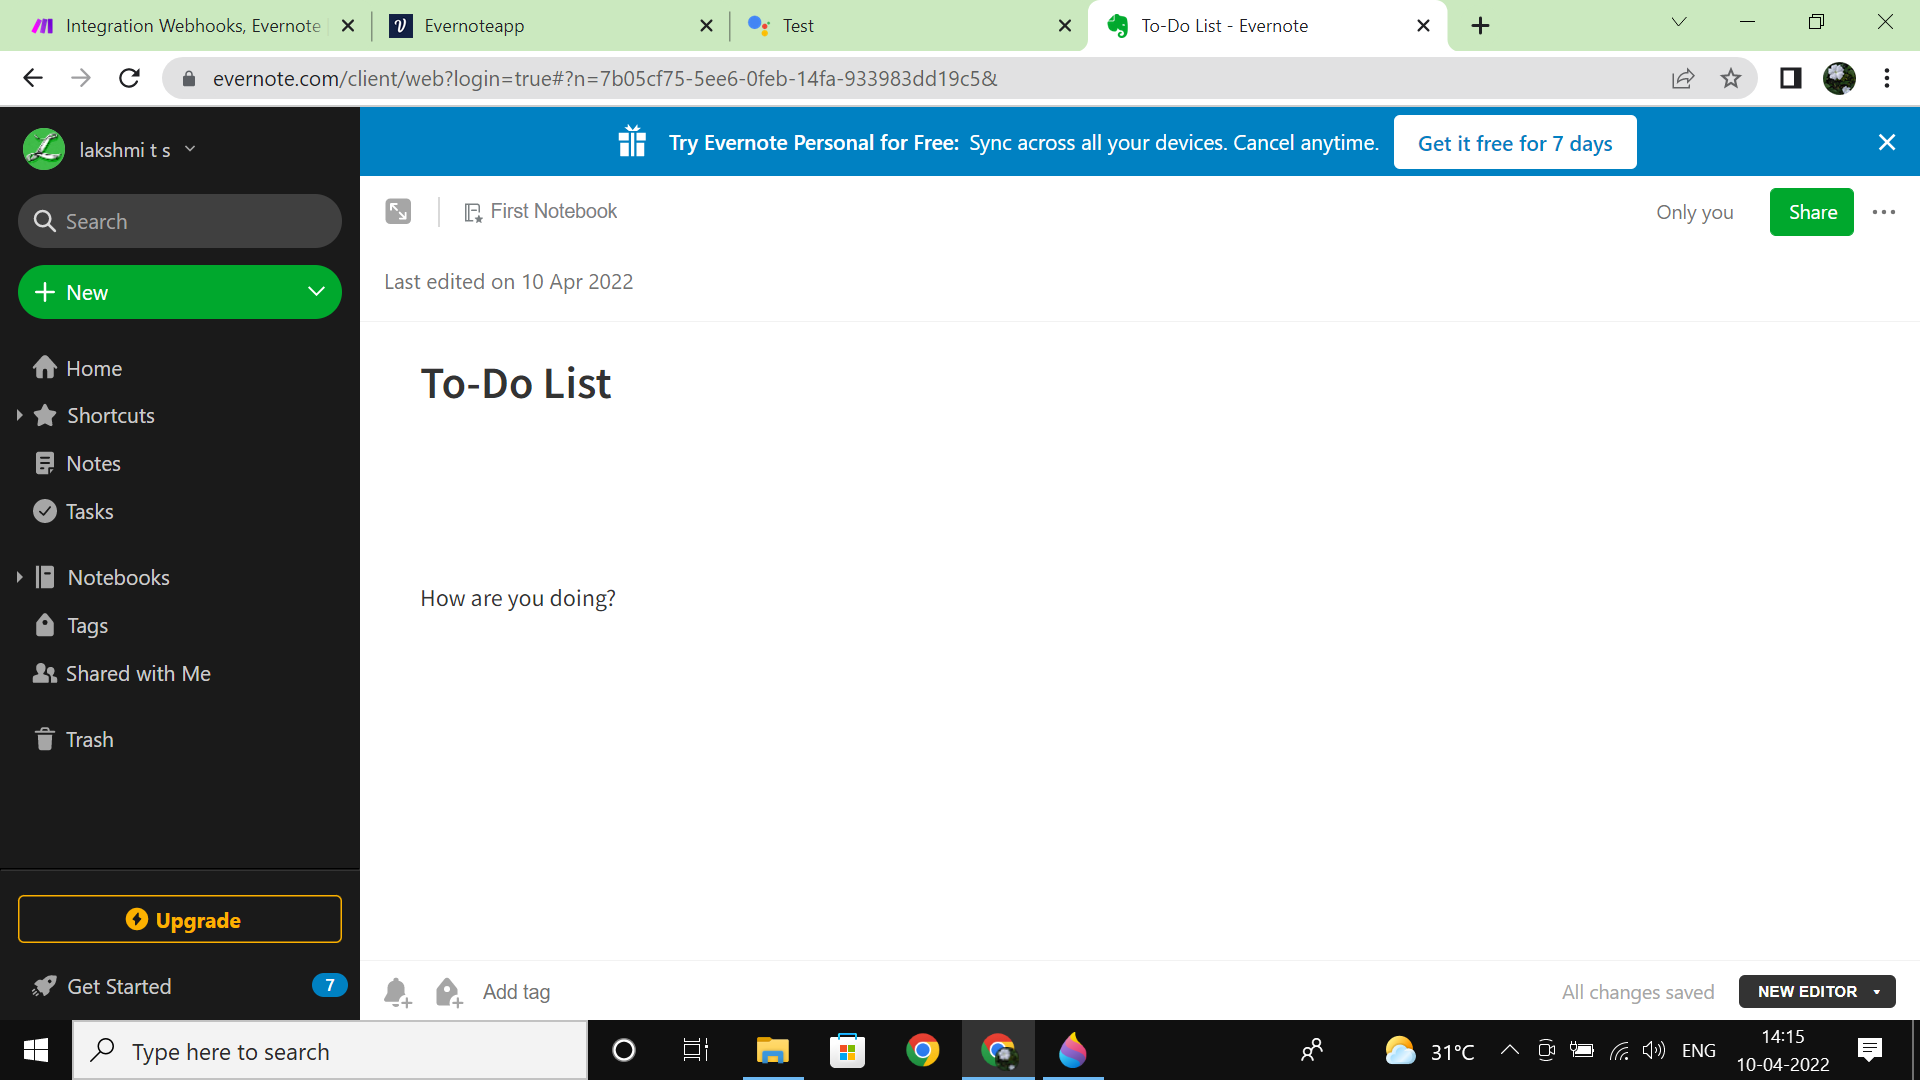 Integration Webhooks, Evernote
Evernoteapp
Test
To-Do List - Evernote
evernote.com/client/web?login=true#?n=7b05cf75-5ee6-0feb-14fa-933983dd19c5&
lakshmi t s
Try Evernote Personal for Free: Sync across all your devices. Cancel anytime.
Get it free for 7 days
Search
First Notebook
Only you
Share
New
Last edited on 10 Apr 2022
Home
Shortcuts
Notes
Tasks
Notebooks
Tags
Shared with Me
Trash
To-Do List
How are you doing?
Upgrade
Get Started
7
Add tag
All changes saved
NEW EDITOR
Type here to search
31°C
ENG
14:15
10-04-2022